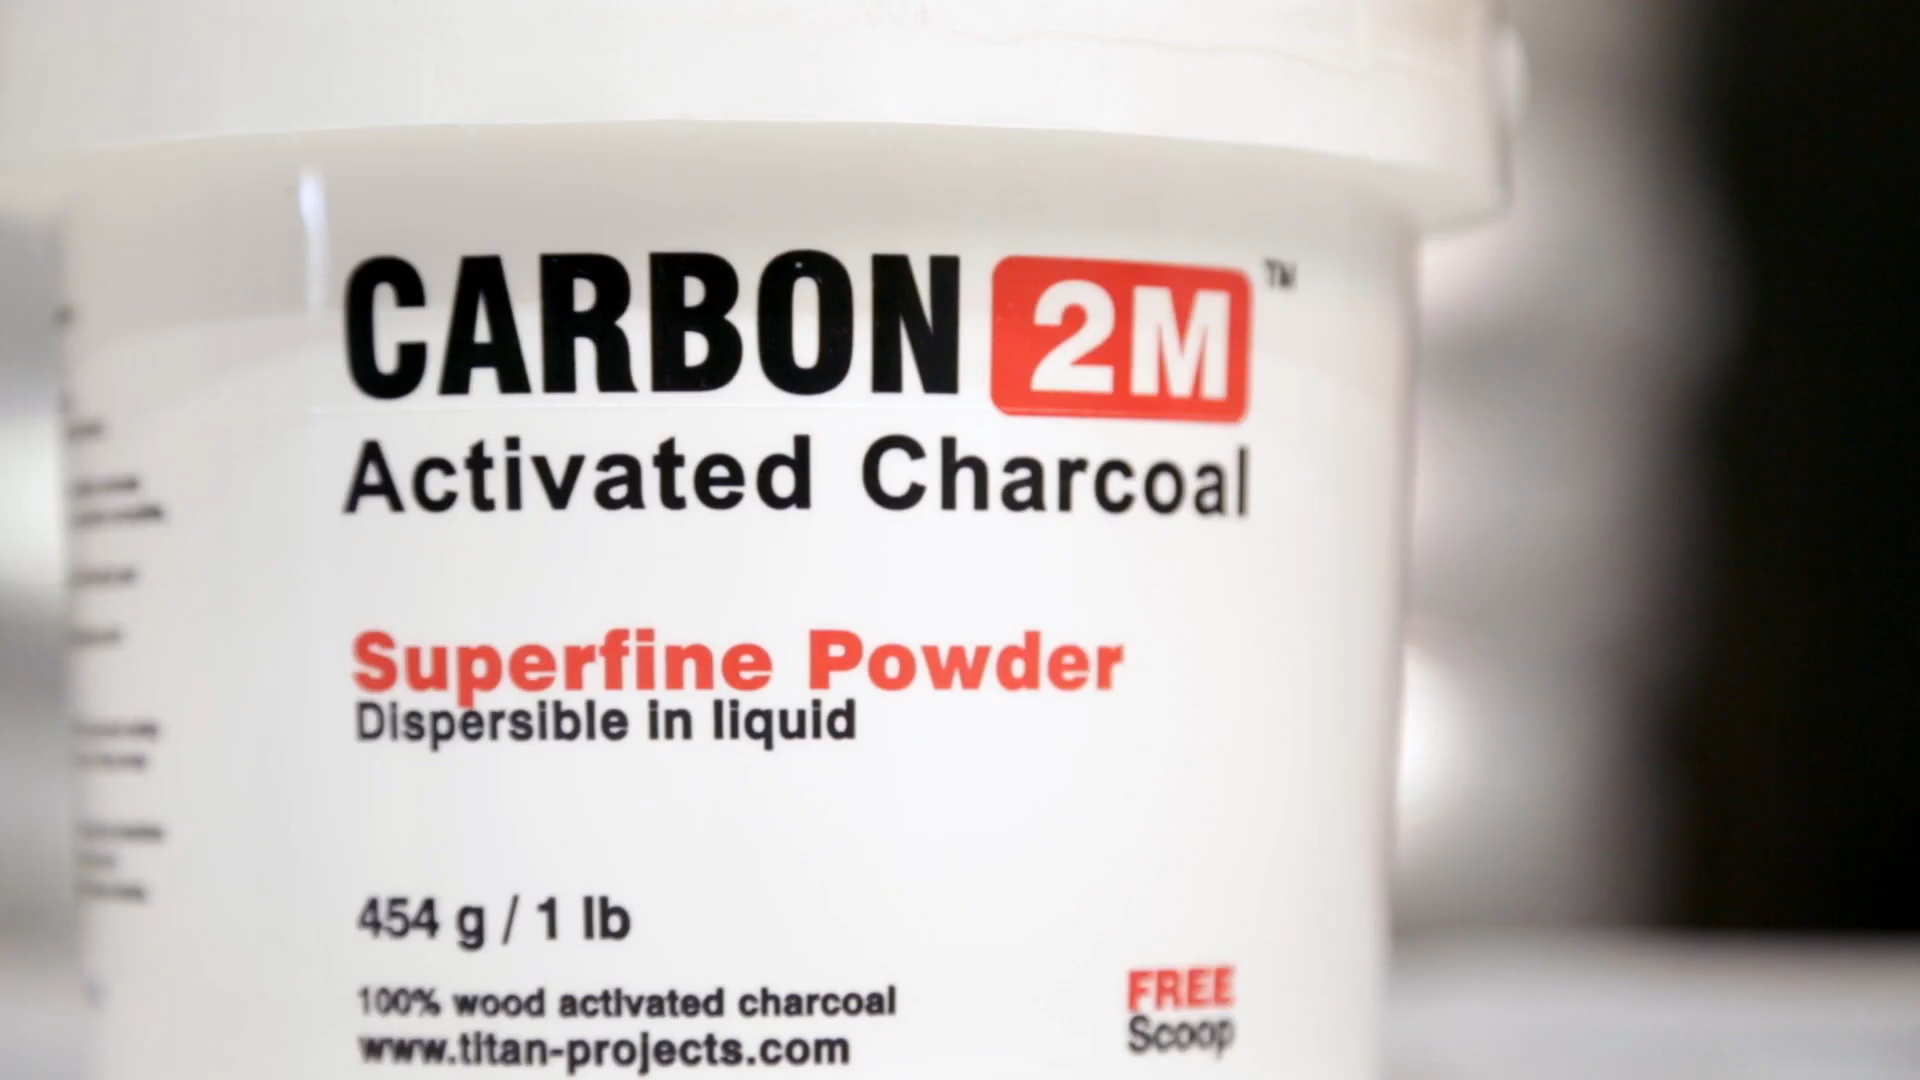 CARBON 2M™
Activated Charcoal
Superfine Powder
Dispersible in liquid
454 g / 1 lb
100% wood activated charcoal
www.titan-projects.com
FREE
Scoop